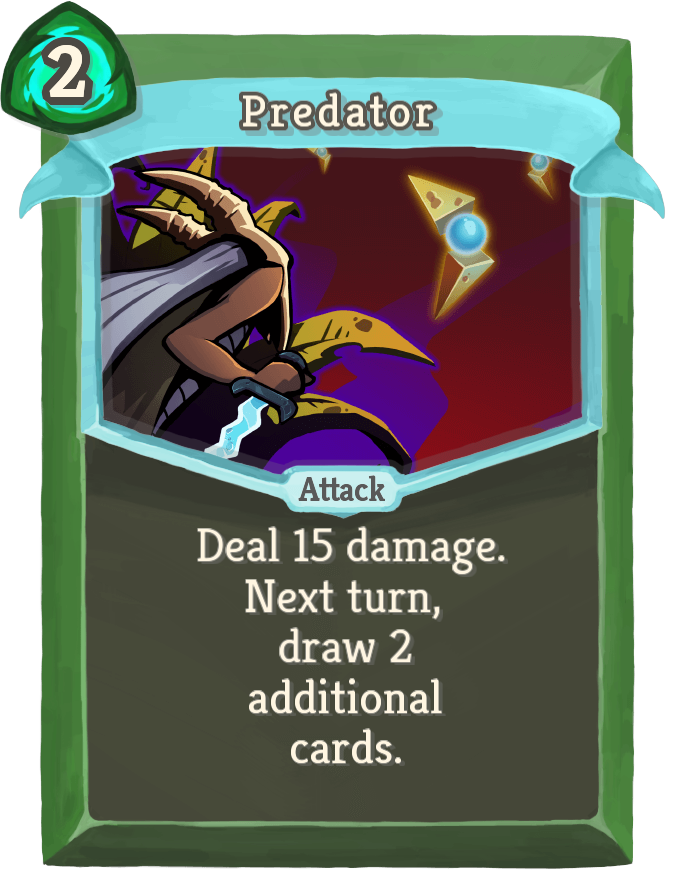 2
Predator
Attack
Deal 15 damage.
Next turn,
draw 2
additional
cards.